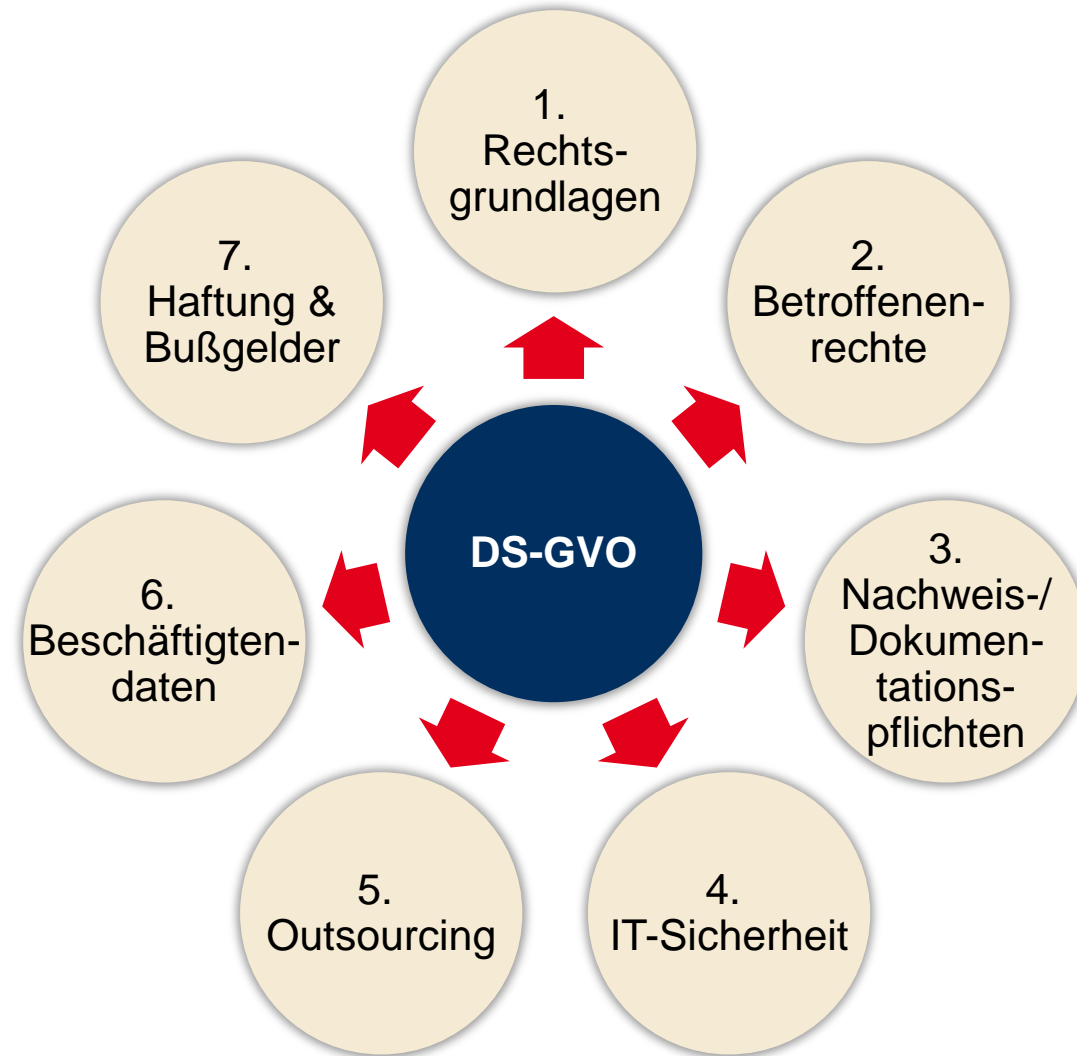 1.
Rechts-
grundlagen
2.
Betroffenen-
rechte
3.
Nachweis-/
Dokumen-
tations-
pflichten
4.
IT-Sicherheit
5.
Outsourcing
6.
Beschäftigten-
daten
7.
Haftung &
Bußgelder
DS-GVO